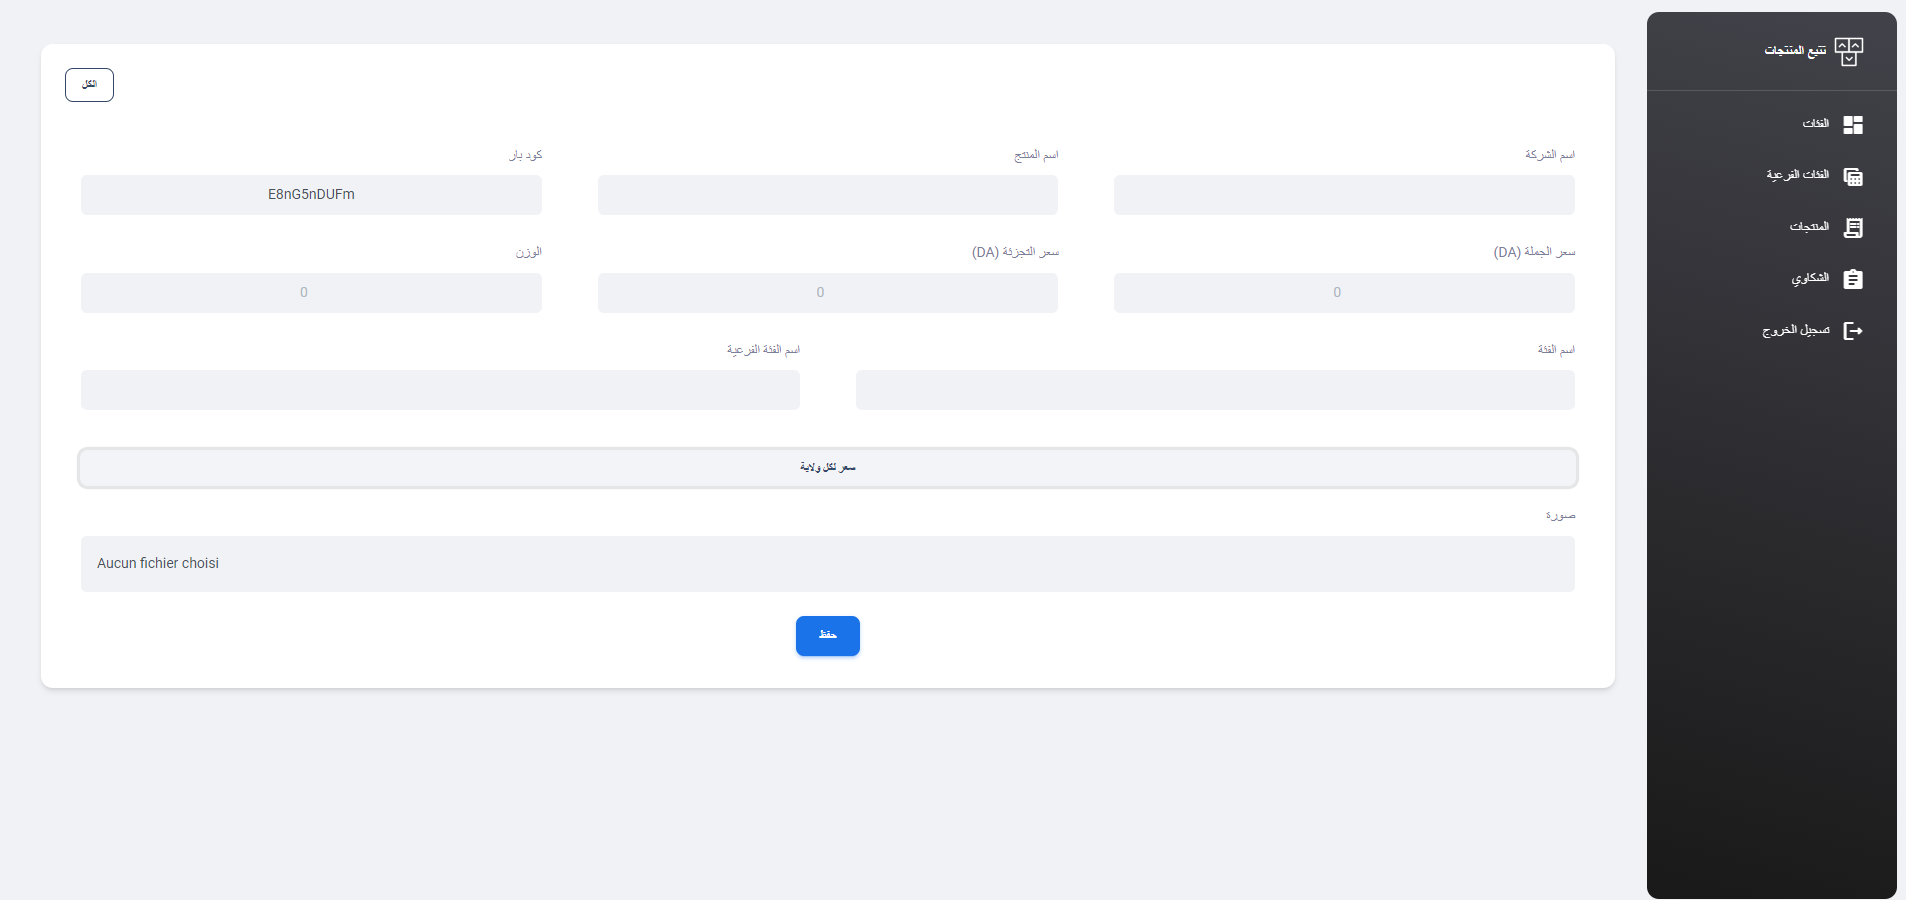 تتبع المنتجات
الفئات
الفئات الفرعية
المنتجات
الشكاوي
تسجيل الخروج
الكل
اسم الشركة
اسم المنتج
كود بار
E8nG5nDUFm
سعر الجملة (DA)
سعر التجزئة (DA)
الوزن
0
0
0
اسم الفئة
اسم الفئة الفرعية
سعر لكل ولاية
صورة
Aucun fichier choisi
حفظ